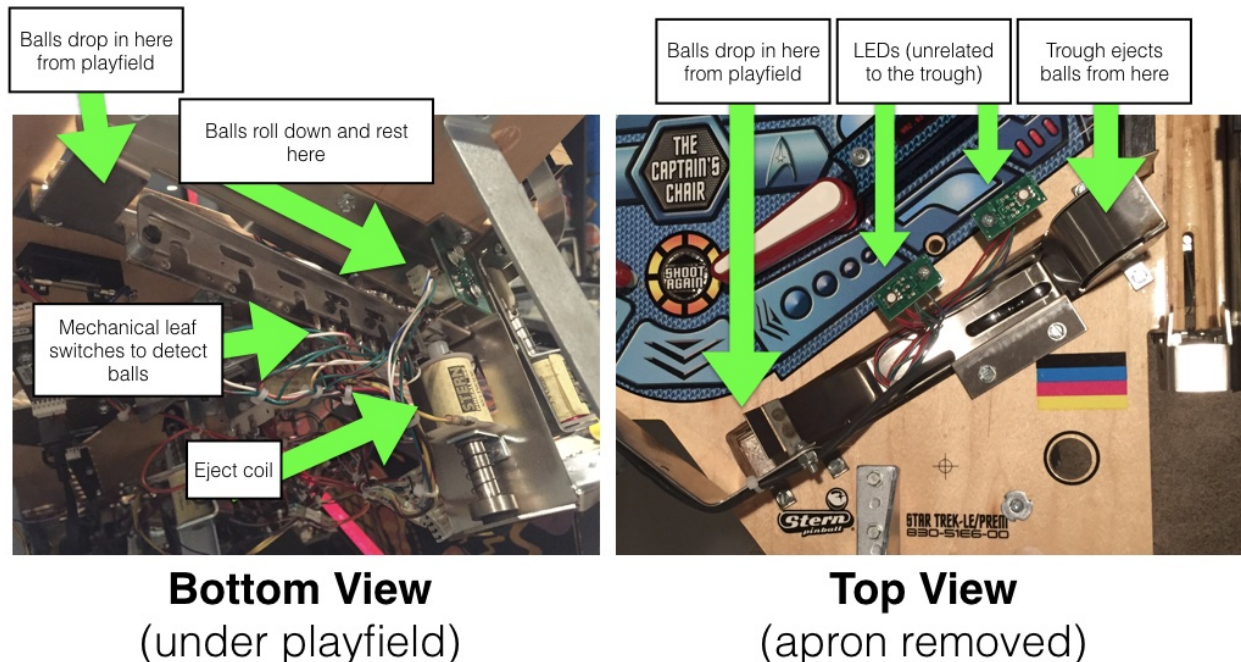 Balls drop in here
from playfield
Balls roll down and rest
here
Mechanical leaf
switches to detect
balls
Eject coil
STERN
Bottom View
(under playfield)
Balls drop in here
from playfield
LEDs (unrelated
to the trough)
Trough ejects
balls from here
THE
CAPTAIN'S
CHAIR
SHOOT
AGAIN
Stern
pinball
STAR TREK-LE/PREM
830-51E6-00
Top View
(apron removed)